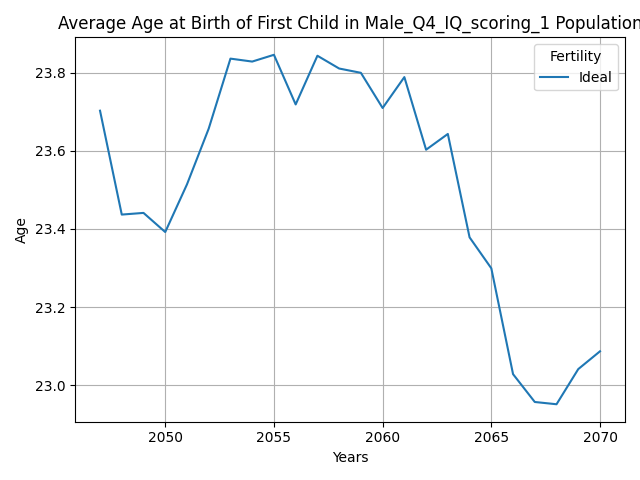 Average Age at Birth of First Child in Male_Q4_IQ_scoring_1 Population
Fertility
Ideal
23.8
23.6
23.4
23.2
23.0
Age
2050 2055 2060 2065 2070
Years